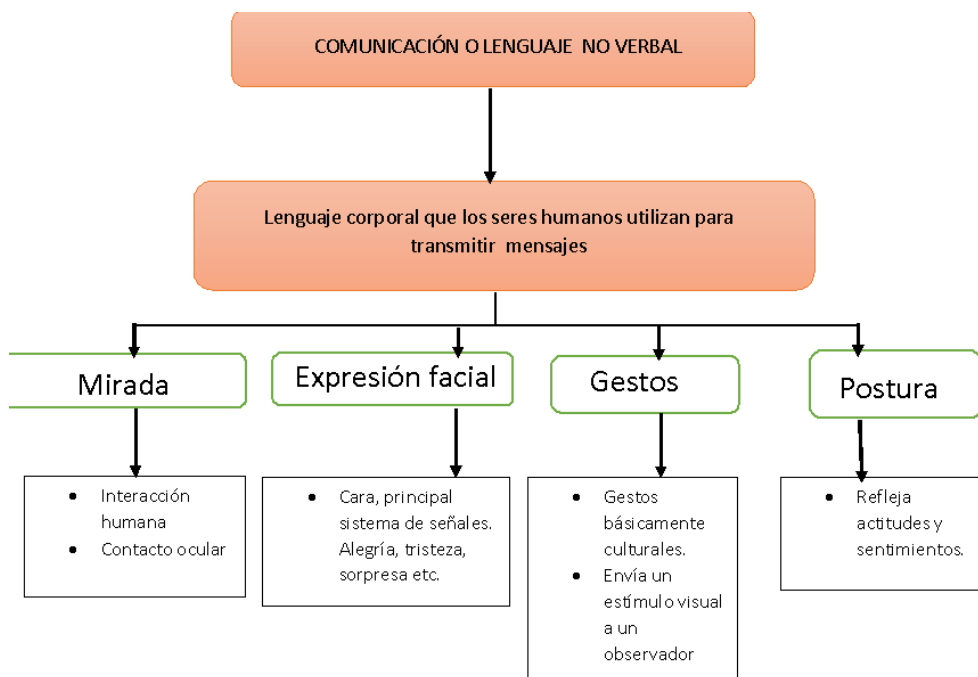 COMUNICACIÓN O LENGUAJE NO VERBAL
Lenguaje corporal que los seres humanos utilizan para
transmitir mensajes
Mirada
Expresión facial
Gestos
Postura
• Interacción
humana
• Contacto ocular
• Cara, principal
sistema de señales.
Alegría, tristeza,
sorpresa etc.
• Gestos
básicamente
culturales.
• Envía un
estímulo visual
a un
observador
• Refleja
actitudes y
sentimientos.